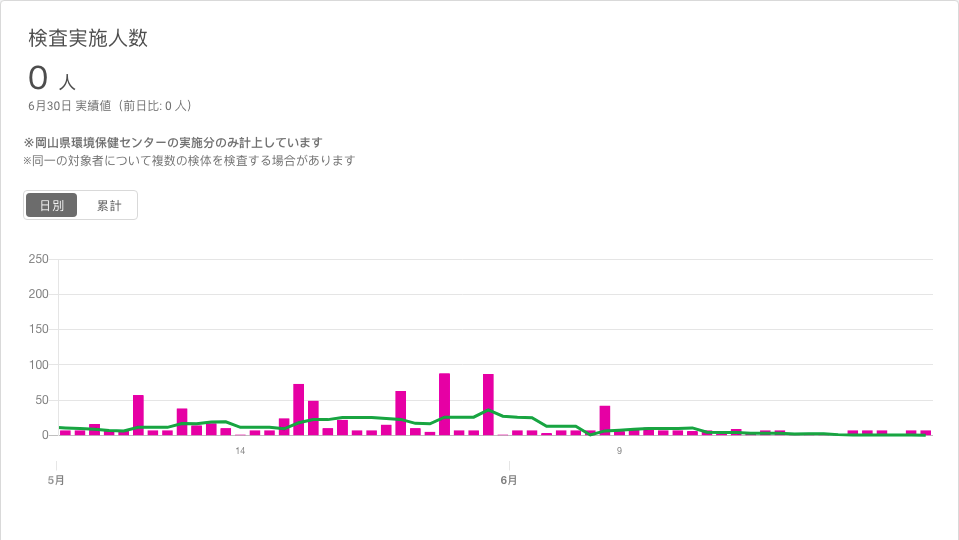 検査実施人数
0 人
6月30日 実績値（前日比: 0 人）
※岡山県環境保健センターの実施分のみ計上しています
※同一の対象者について複数の検体を検査する場合があります
日別 累計
250
200
150
100
50
0
14 9
5月 6月